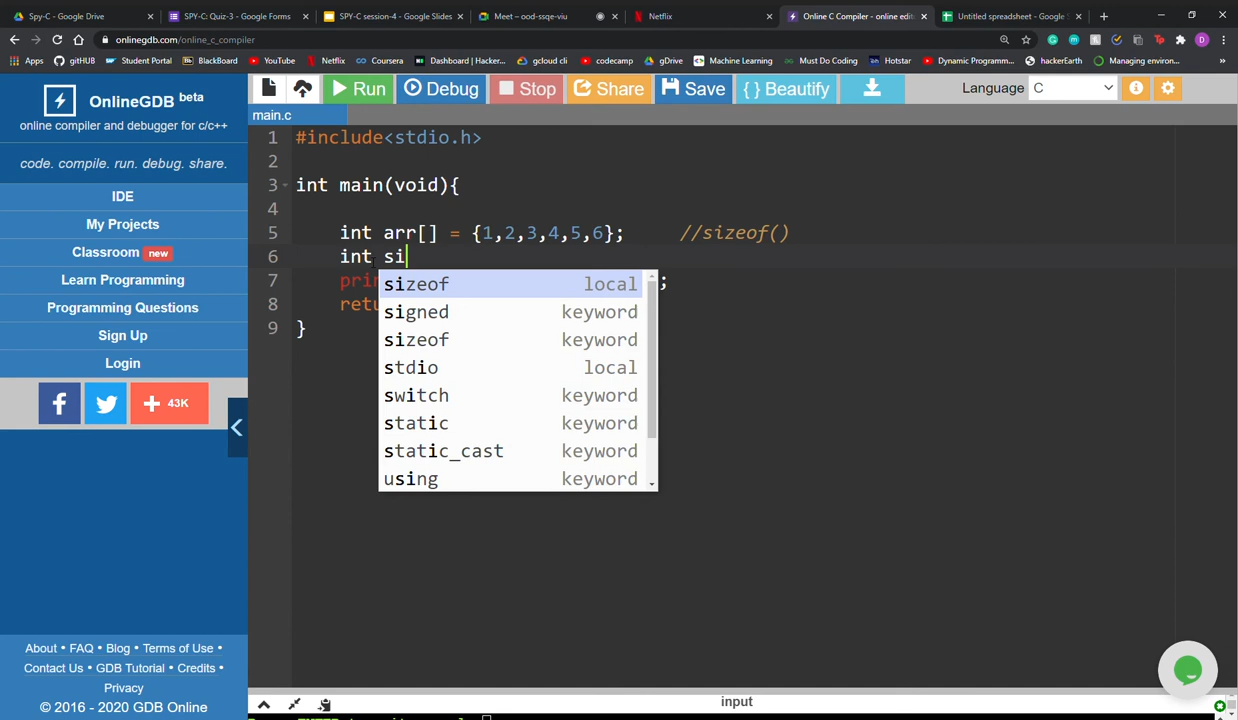 Spy-C - Google Drive
SPY-C: Quiz-3 - Google Forms
SPY-C session-4 - Google Slides
Meet – ood-ssqe-viu
Netflix
Online C Compiler - online edit
Untitled spreadsheet - Google
onlinegdb.com/online_c_compiler
Apps
gitHUB
Student Portal
BlackBoard
YouTube
Netflix
Coursera
Dashboard | Hacker...
gcloud cli
codecamp
gDrive
Machine Learning
Must Do Coding
Hotstar
Dynamic Programm...
hackerEarth
Managing environ...
OnlineGDB beta
online compiler and debugger for c/c++
code. compile. run. debug. share.
IDE
My Projects
Classroom new
Learn Programming
Programming Questions
Sign Up
Login
43K
About • FAQ • Blog • Terms of Use •
Contact Us • GDB Tutorial • Credits •
Privacy
© 2016 - 2020 GDB Online
Run
Debug
Stop
Share
Save
{ } Beautify
Language C
main.c
1 #include<stdio.h>
2
3 int main(void){
4
5 int arr[] = {1,2,3,4,5,6}; //sizeof()
6 int si
7 prin ;
8 retu
9 }
sizeof local
signed keyword
sizeof keyword
stdio local
switch keyword
static keyword
static_cast keyword
using keyword
input